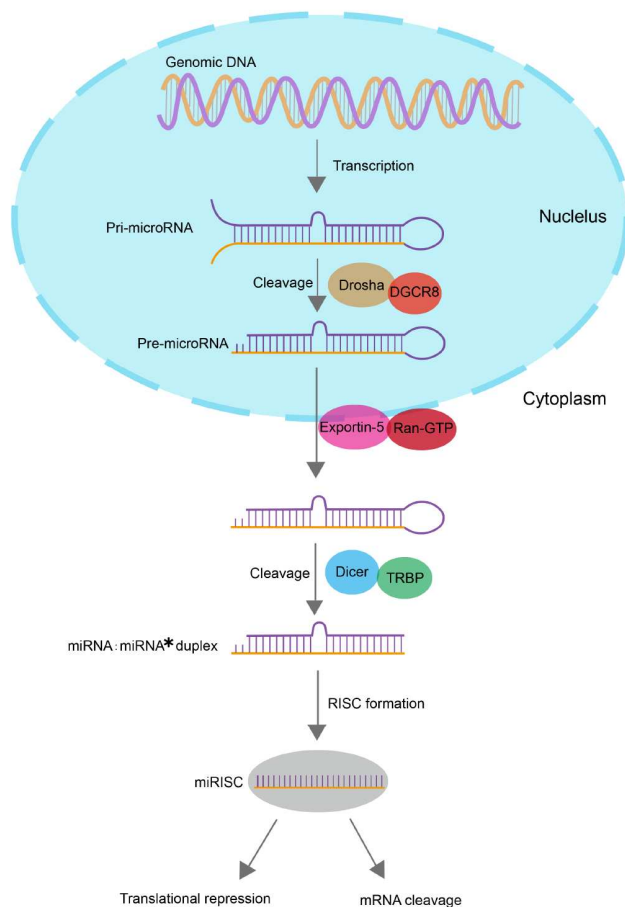 Genomic DNA
Transcription
Nuclelus
Pri-microRNA
Cleavage
Drosha
DGCR8
Pre-microRNA
Cytoplasm
Exportin-5
Ran-GTP
Cleavage
Dicer
TRBP
miRNA:miRNA* duplex
RISC formation
miRISC
Translational repression
mRNA cleavage